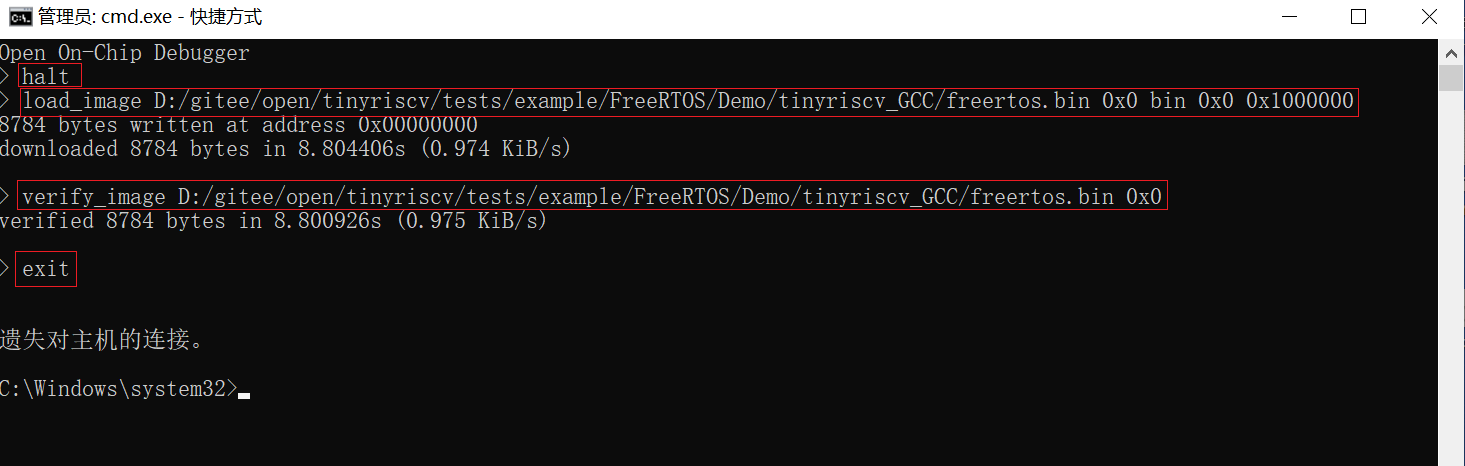 管理员: cmd.exe - 快捷方式
Open On-Chip Debugger
> halt
> load_image D:/gitee/open/tinyriscv/tests/example/FreeRTOS/Demo/tinyriscv_GCC/freertos.bin 0x0 bin 0x0 0x1000000
8784 bytes written at address 0x00000000
downloaded 8784 bytes in 8.804406s (0.974 KiB/s)
> verify_image D:/gitee/open/tinyriscv/tests/example/FreeRTOS/Demo/tinyriscv_GCC/freertos.bin 0x0
verified 8784 bytes in 8.800926s (0.975 KiB/s)
> exit
遗失对主机的连接。
C:\Windows\system32>